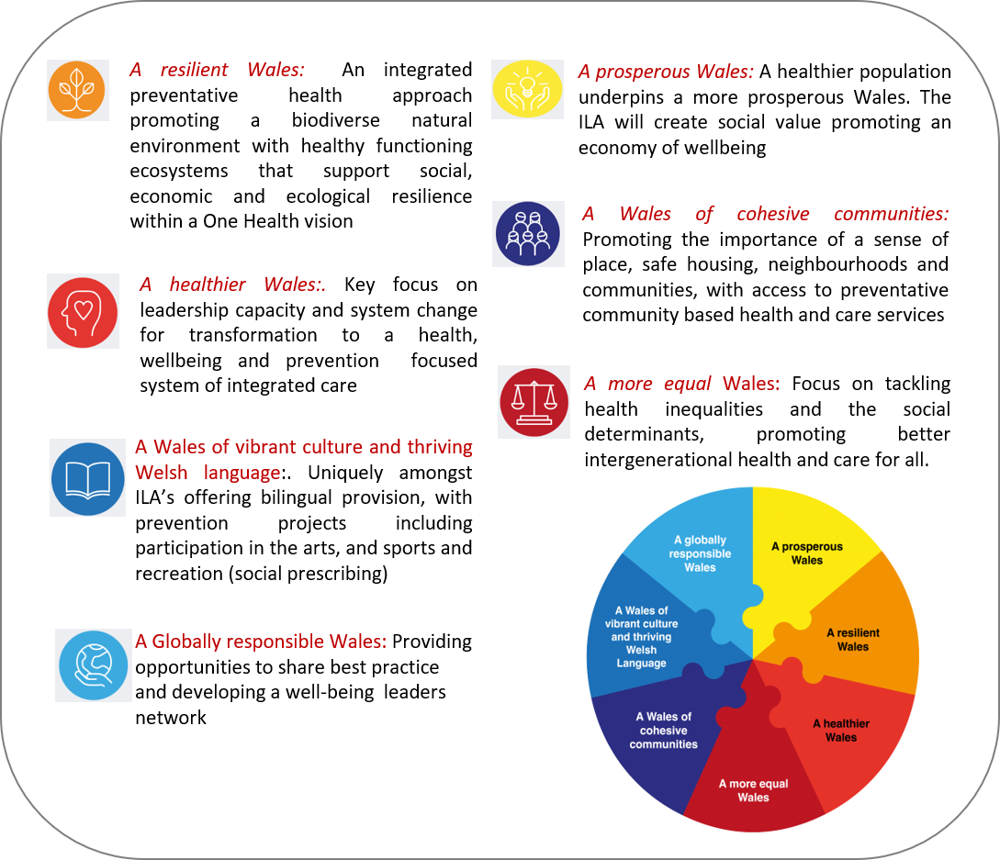 A resilient Wales: An integrated
preventative health approach
promoting a biodiverse natural
environment with healthy functioning
ecosystems that support social,
economic and ecological resilience
within a One Health vision
A healthier Wales:. Key focus on
leadership capacity and system change
for transformation to a health,
wellbeing and prevention focused
system of integrated care
A Wales of vibrant culture and thriving
Welsh language:. Uniquely amongst
ILA's offering bilingual provision, with
prevention projects including
participation in the arts, and sports and
recreation (social prescribing)
A Globally responsible Wales: Providing
opportunities to share best practice
and developing a well-being leaders
network
A prosperous Wales: A healthier population
underpins a more prosperous Wales. The
ILA will create social value promoting an
economy of wellbeing
A Wales of cohesive communities:
Promoting the importance of a sense of
place, safe housing, neighbourhoods and
communities, with access to preventative
community based health and care services
A more equal Wales: Focus on tackling
health inequalities and the social
determinants, promoting better
intergenerational health and care for all.
A globally
responsible
Wales
A prosperous
Wales
A resilient
Wales
A healthier
Wales
A more equal
Wales
A Wales of
cohesive
communities
A Wales of
vibrant culture
and thriving
Welsh
Language